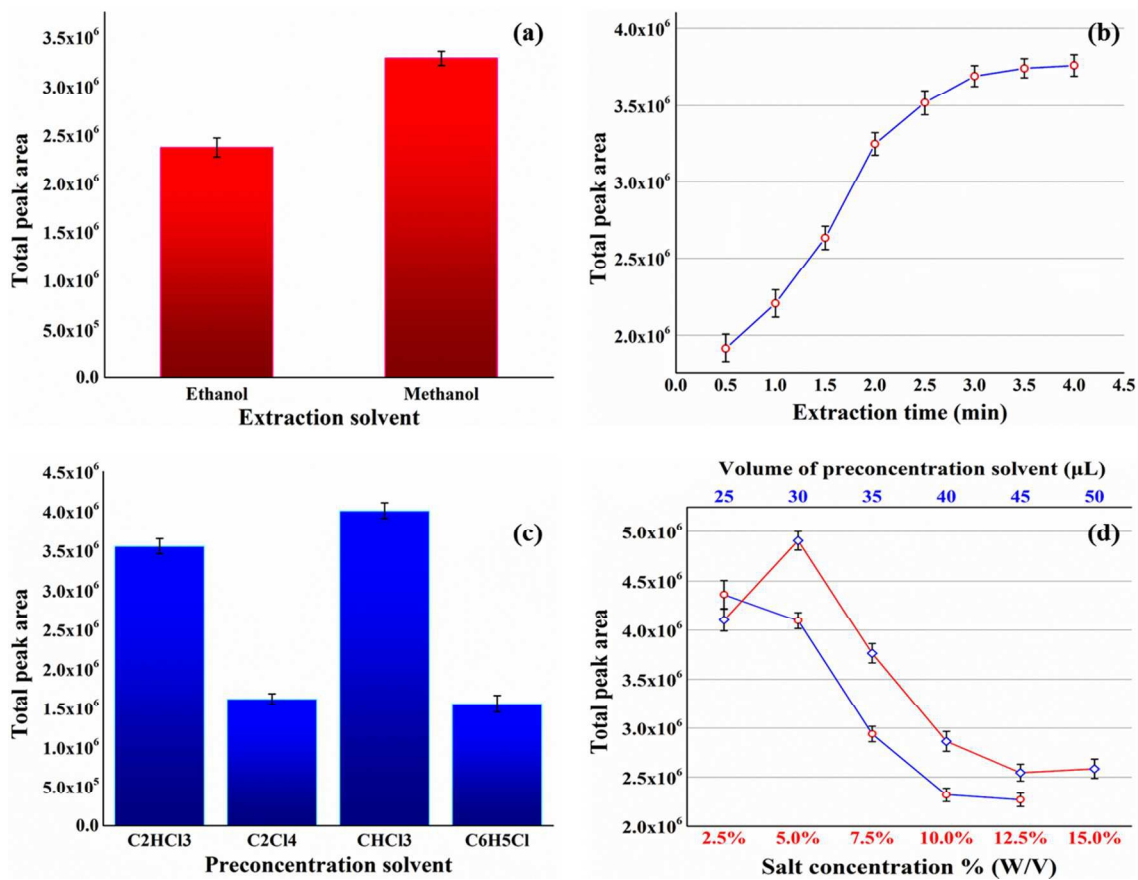 (a)
Total peak area
3.5x10⁶
3.0x10⁶
2.5x10⁶
2.0x10⁶
1.5x10⁶
1.0x10⁶
5.0x10⁵
0.0
Ethanol Methanol
Extraction solvent
(b)
Total peak area
4.0x10⁶
3.5x10⁶
3.0x10⁶
2.5x10⁶
2.0x10⁶
0.0 0.5 1.0 1.5 2.0 2.5 3.0 3.5 4.0 4.5
Extraction time (min)
(c)
Total peak area
4.5x10⁶
4.0x10⁶
3.5x10⁶
3.0x10⁶
2.5x10⁶
2.0x10⁶
1.5x10⁶
1.0x10⁶
5.0x10⁵
0.0
C2HCl3 C2Cl4 CHCl3 C6H5Cl
Preconcentration solvent
Volume of preconcentration solvent (µL)
25 30 35 40 45 50
(d)
Total peak area
5.0x10⁶
4.5x10⁶
4.0x10⁶
3.5x10⁶
3.0x10⁶
2.5x10⁶
2.0x10⁶
2.5% 5.0% 7.5% 10.0% 12.5% 15.0%
Salt concentration % (W/V)